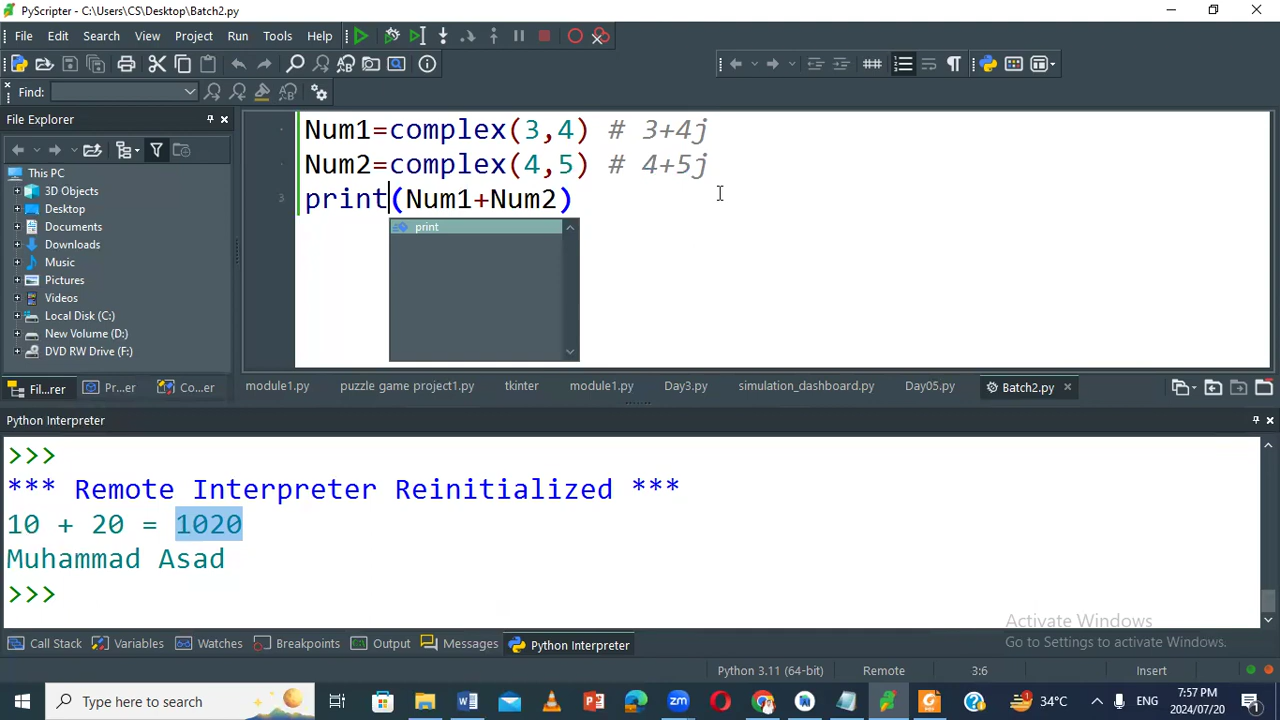 PyScripter - C:\Users\CS\Desktop\Batch2.py
File Edit Search View Project Run Tools Help
Find:
File Explorer
This PC
3D Objects
Desktop
Documents
Downloads
Music
Pictures
Videos
Local Disk (C:)
New Volume (D:)
DVD RW Drive (F:)
Fil...rer Pr...er Co...er
Num1=complex(3,4) # 3+4j
Num2=complex(4,5) # 4+5j
3 print(Num1+Num2)
print
module1.py puzzle game project1.py tkinter module1.py Day3.py simulation_dashboard.py Day05.py Batch2.py
Python Interpreter
>>>
*** Remote Interpreter Reinitialized ***
10 + 20 = 1020
Muhammad Asad
>>>
Activate Windows
Go to Settings to activate Windows.
Call Stack Variables Watches Breakpoints Output Messages Python Interpreter
Python 3.11 (64-bit) Remote 3:6 Insert
Type here to search
34°C ENG 7:57 PM
2024/07/20